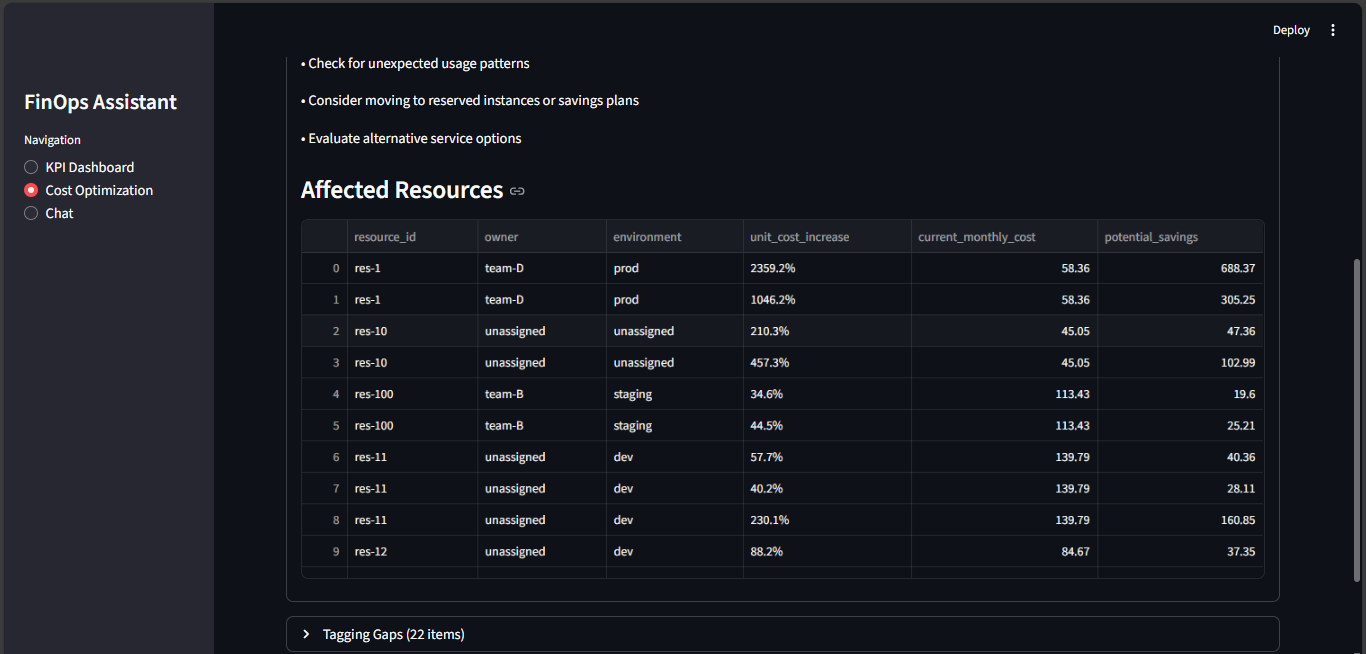 Deploy
FinOps Assistant
Navigation
KPI Dashboard
Cost Optimization
Chat
• Check for unexpected usage patterns
• Consider moving to reserved instances or savings plans
• Evaluate alternative service options
Affected Resources
resource_id owner environment unit_cost_increase current_monthly_cost potential_savings
0 res-1 team-D prod 2359.2% 58.36 688.37
1 res-1 team-D prod 1046.2% 58.36 305.25
2 res-10 unassigned unassigned 210.3% 45.05 47.36
3 res-10 unassigned unassigned 457.3% 45.05 102.99
4 res-100 team-B staging 34.6% 113.43 19.6
5 res-100 team-B staging 44.5% 113.43 25.21
6 res-11 unassigned dev 57.7% 139.79 40.36
7 res-11 unassigned dev 40.2% 139.79 28.11
8 res-11 unassigned dev 230.1% 139.79 160.85
9 res-12 unassigned dev 88.2% 84.67 37.35
Tagging Gaps (22 items)